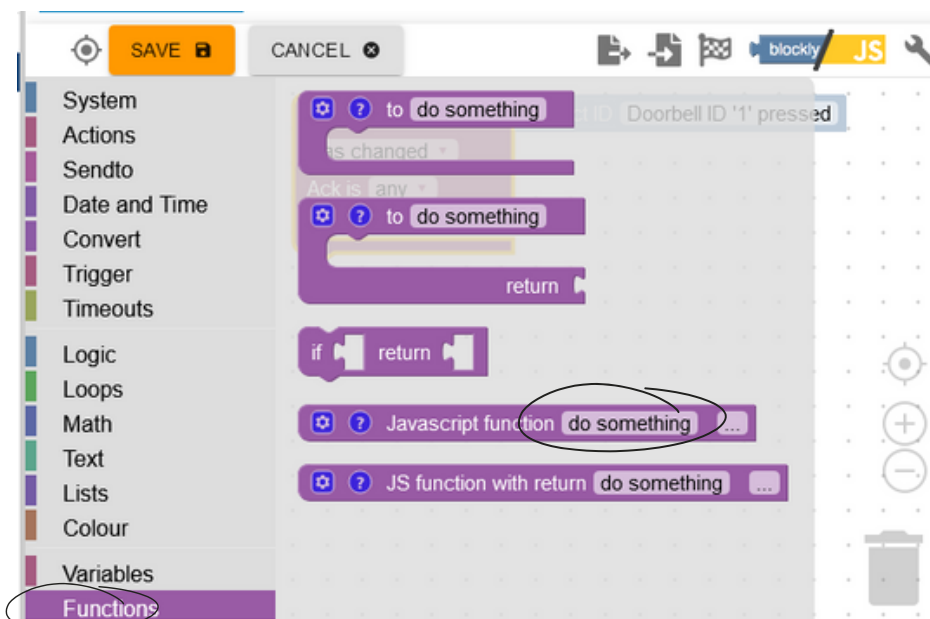 SAVE CANCEL blockly JS
System
Actions
Sendto
Date and Time
Convert
Trigger
Timeouts
Logic
Loops
Math
Text
Lists
Colour
Variables
Functions
to do something
ct ID Doorbell ID '1' pressed
as changed
Ack is any
to do something
return
if return
Javascript function do something ...
JS function with return do something ...